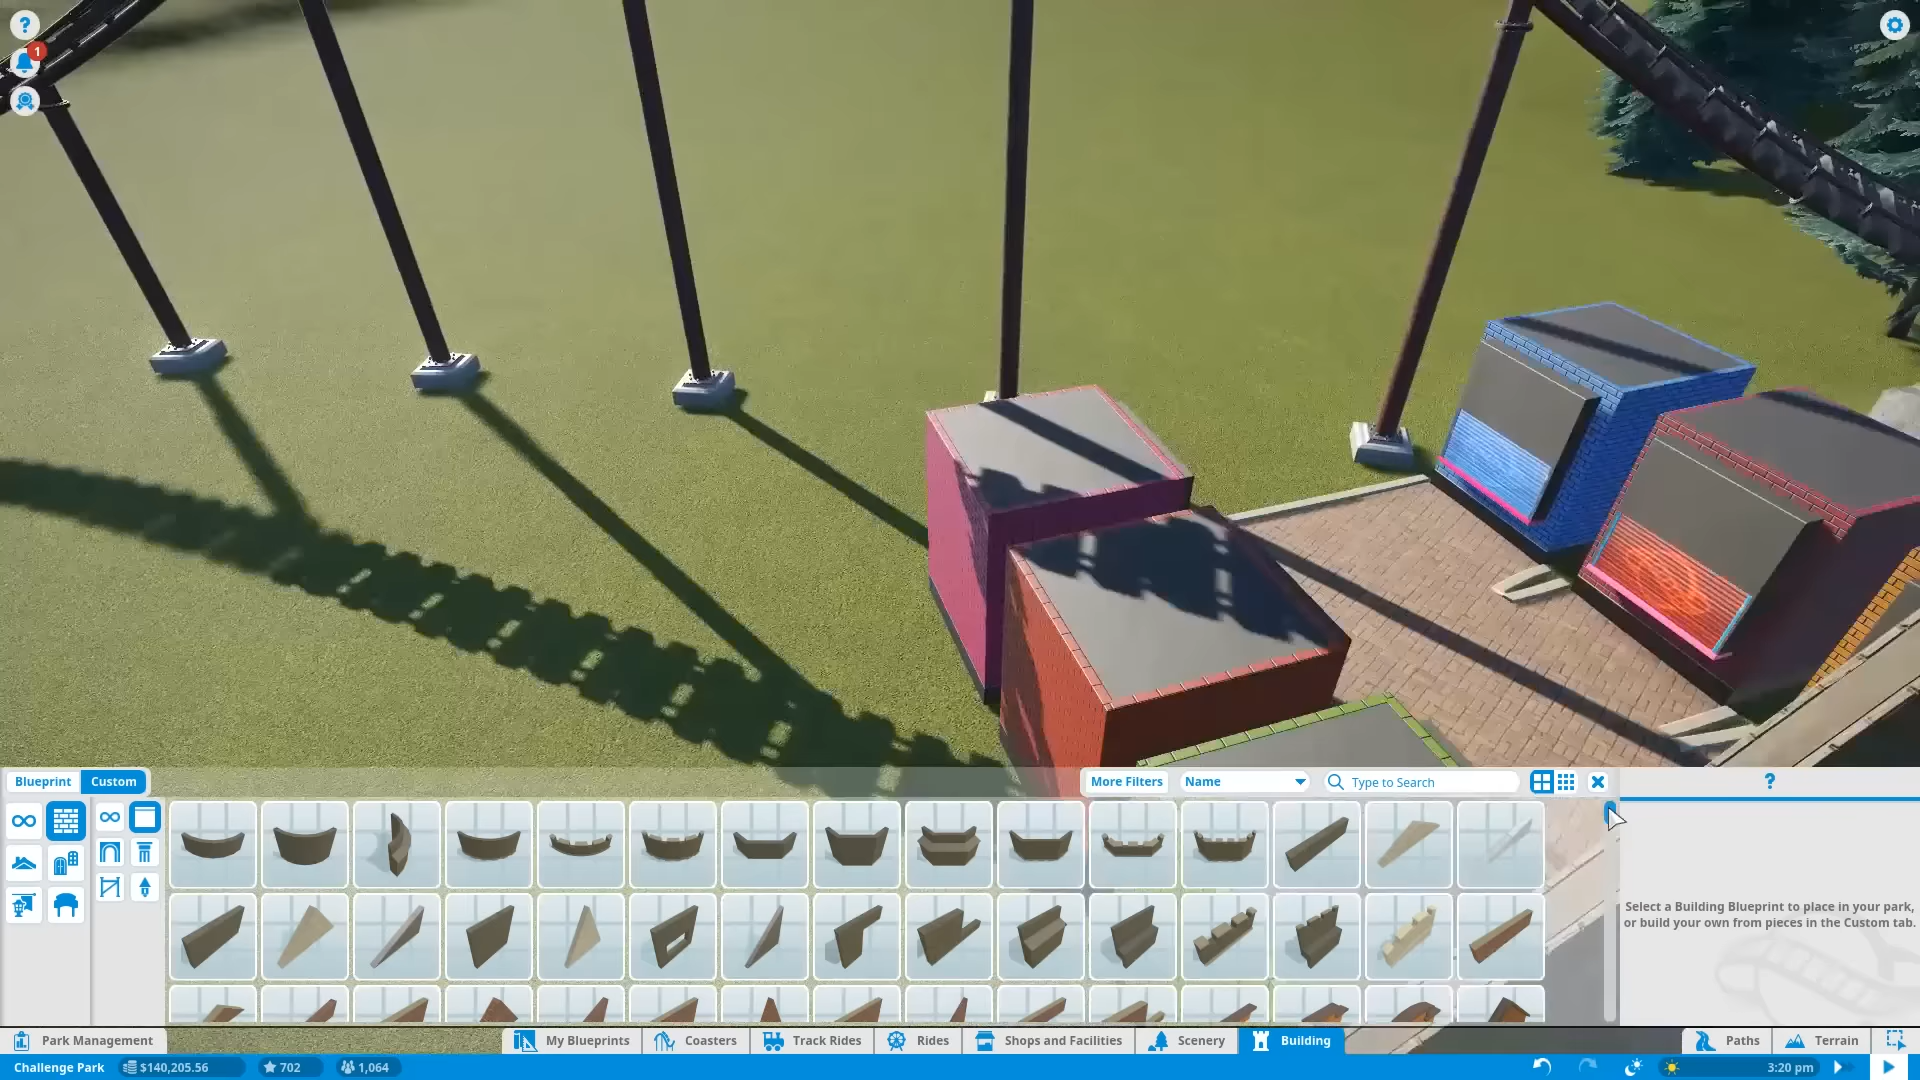 ?
1
Blueprint
Custom
More Filters
Name
Type to Search
?
Select a Building Blueprint to place in your park,
or build your own from pieces in the Custom tab.
Park Management
My Blueprints
Coasters
Track Rides
Rides
Shops and Facilities
Scenery
Building
Paths
Terrain
Challenge Park
$140,205.56
702
1,064
3:20 pm